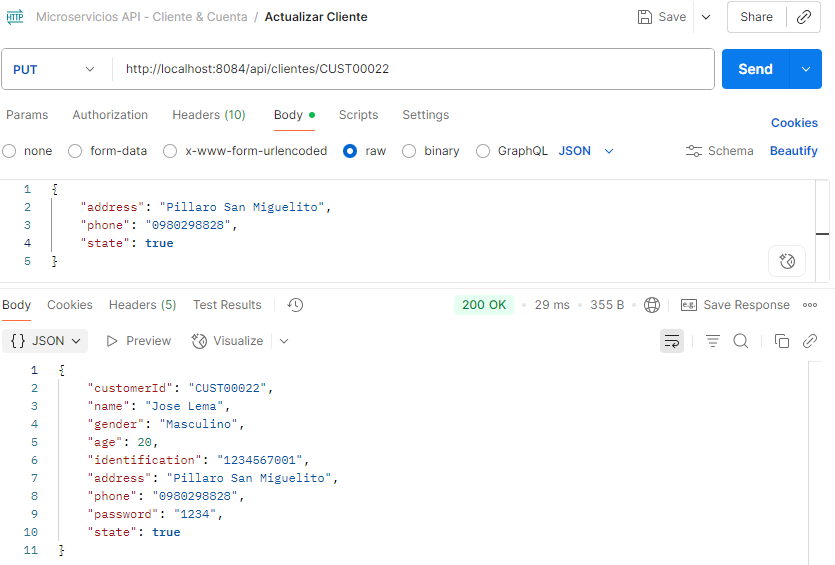 HTTP Microservicios API - Cliente & Cuenta / Actualizar Cliente Save Share
PUT http://localhost:8084/api/clientes/CUST00022 Send
Params Authorization Headers (10) Body Scripts Settings Cookies
none form-data x-www-form-urlencoded raw binary GraphQL JSON Schema Beautify
1 {
2 "address": "Pillaro San Miguelito",
3 "phone": "0980298828",
4 "state": true
5 }
Body Cookies Headers (5) Test Results 200 OK • 29 ms • 355 B • e.g. Save Response
{} JSON Preview Visualize
1 {
2 "customerId": "CUST00022",
3 "name": "Jose Lema",
4 "gender": "Masculino",
5 "age": 20,
6 "identification": "1234567001",
7 "address": "Pillaro San Miguelito",
8 "phone": "0980298828",
9 "password": "1234",
10 "state": true
11 }